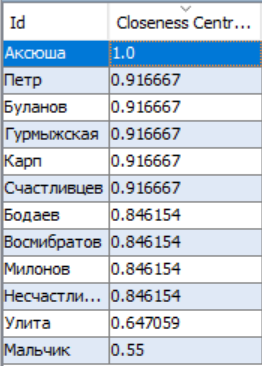 Id Closeness Centr...
Аксюша 1.0
Петр 0.916667
Буланов 0.916667
Гурмыжская 0.916667
Карп 0.916667
Счастливцев 0.916667
Бодаев 0.846154
Восмибратов 0.846154
Милонов 0.846154
Несчастли... 0.846154
Улита 0.647059
Мальчик 0.55